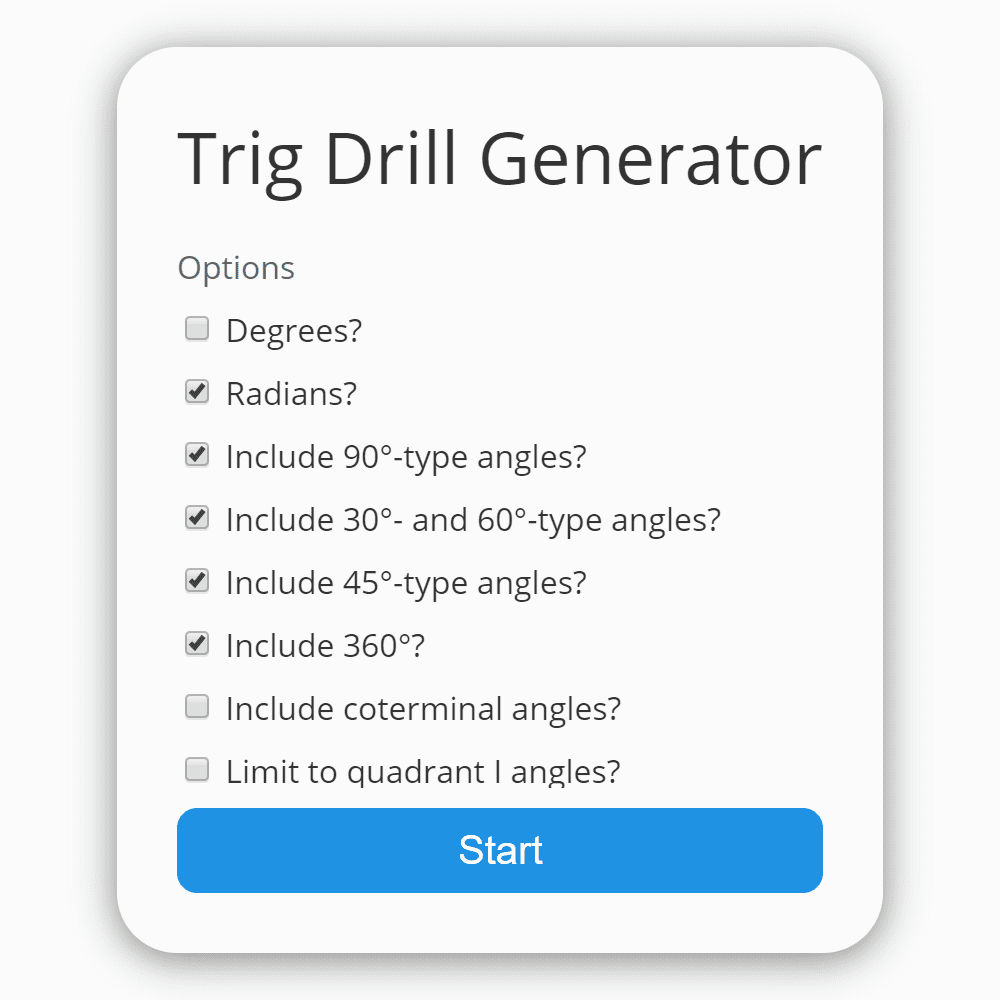 Trig Drill Generator
Options
Degrees?
Radians?
Include 90°-type angles?
Include 30°- and 60°-type angles?
Include 45°-type angles?
Include 360°?
Include coterminal angles?
Limit to quadrant I angles?
Start